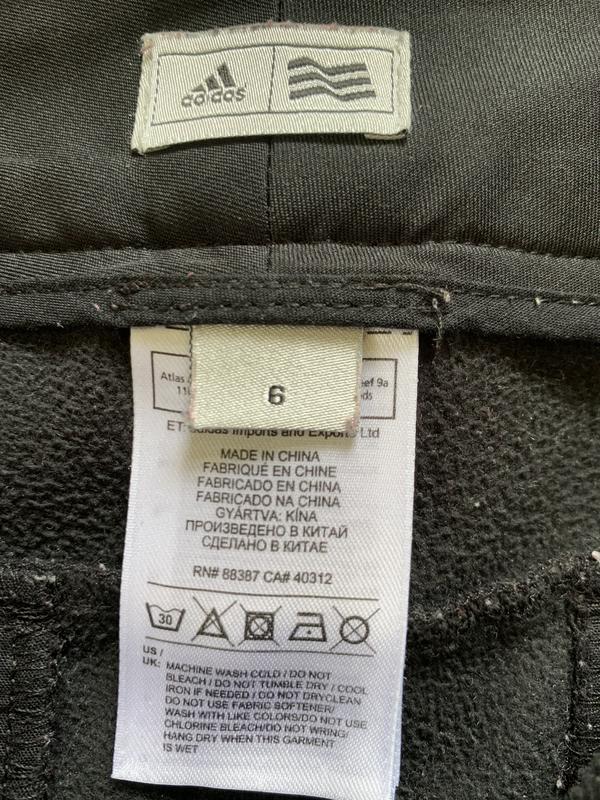 adidas
6
Atlas
ef 9a
11
ds
ET: adidas Imports and Exports Ltd
MADE IN CHINA
FABRIQUÉ EN CHINE
FABRICADO EN CHINA
FABRICADO NA CHINA
GYÁRTVA: KÍNA
ПРОИЗВЕДЕНО В КИТАЙ
СДЕЛАНО В КИТАЕ
RN# 88387 CA# 40312
30
US /
UK: MACHINE WASH COLD / DO NOT
BLEACH / DO NOT TUMBLE DRY / COOL
IRON IF NEEDED / DO NOT DRYCLEAN
DO NOT USE FABRIC SOFTENER/
WASH WITH LIKE COLORS/DO NOT USE
CHLORINE BLEACH/DO NOT WRING/
HANG DRY WHEN THIS GARMENT
IS WET